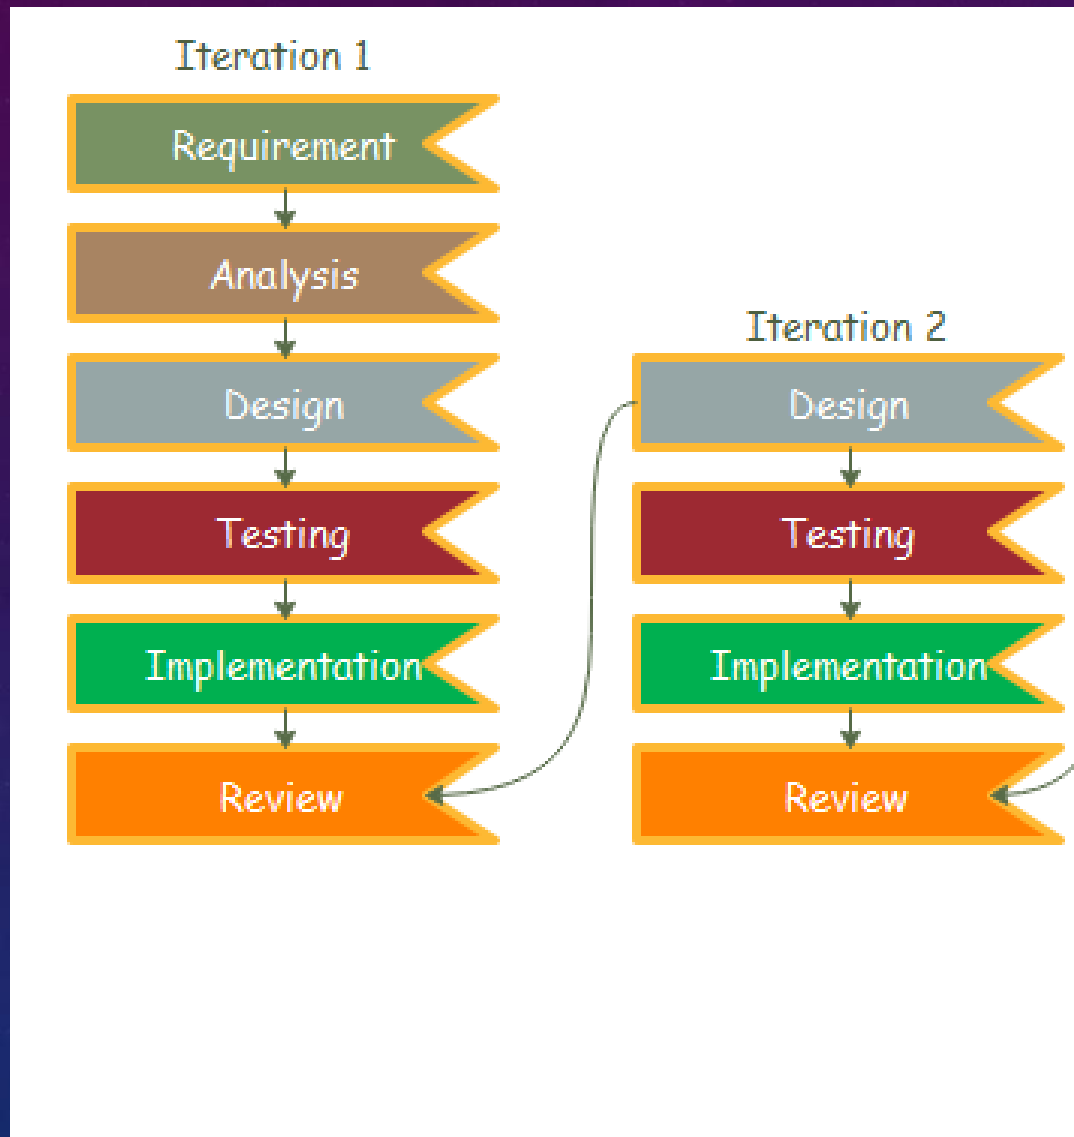 Iteration 1
Requirement
Analysis
Design
Testing
Implementation
Review
Iteration 2
Design
Testing
Implementation
Review